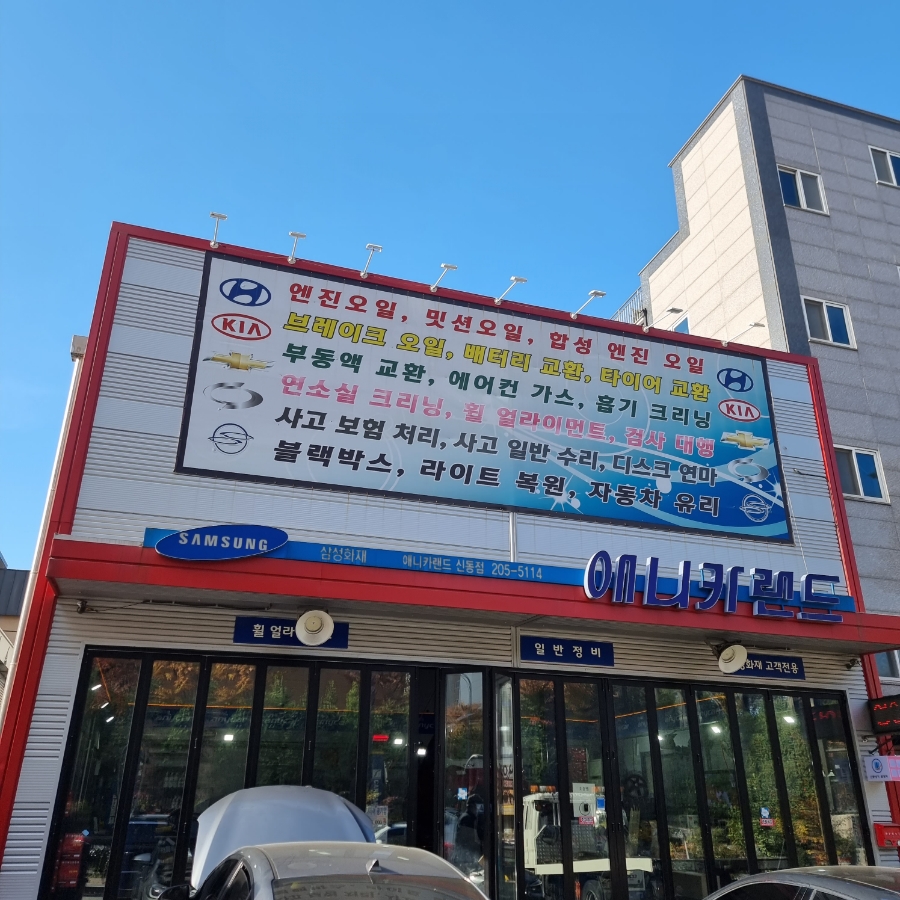 엔진오일, 밋션오일, 합성 엔진 오일
KIA 브레이크 오일, 배터리 교환, 타이어 교환
부동액 교환, 에어컨 가스, 흡기 크리닝 KIA
언소실 크리닝, 휠 얼라이먼트, 검사 대행
사고 보험 처리, 사고 일반 수리, 디스크 연마
블랙박스, 라이트 복원, 자동차 유리
SAMSUNG 삼성화재 애니카랜드 신동점 205-5114 애니카랜드
휠 얼라
일반정비
화재 고객전용